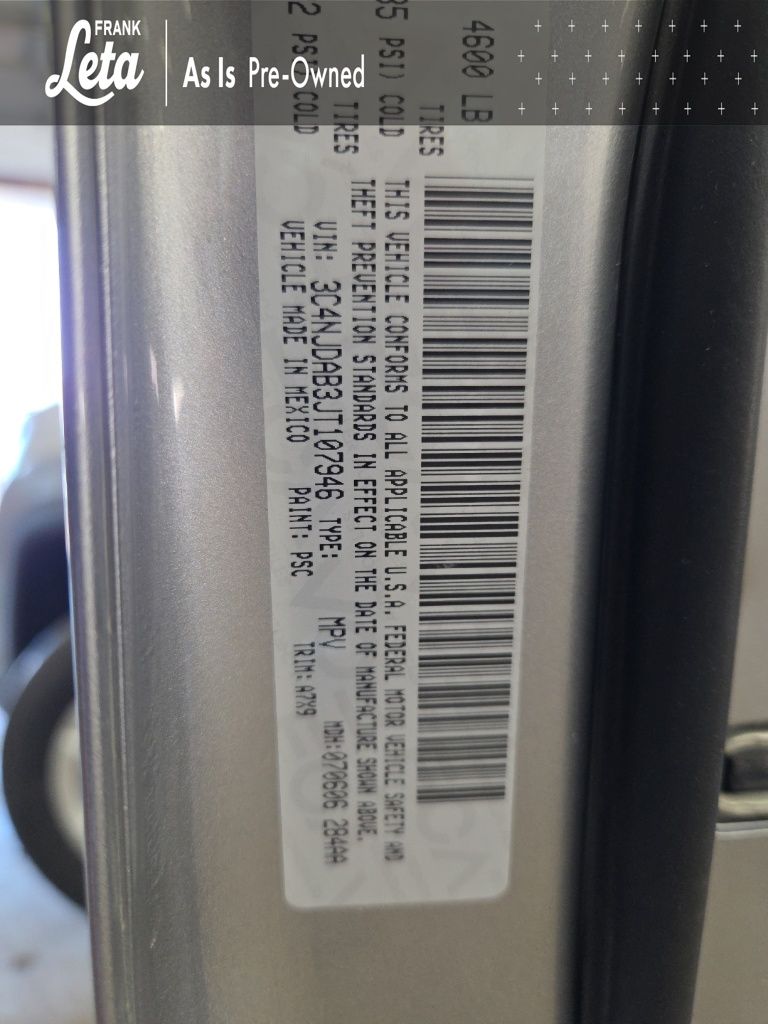 FRANK
Leta
As Is Pre-Owned
4600 LB
TIRES
35 PSI) COLD
TIRES
2 PSI) COLD
THIS VEHICLE CONFORMS TO ALL APPLICABLE U.S.A. FEDERAL MOTOR VEHICLE SAFETY AND
THEFT PREVENTION STANDARDS IN EFFECT ON THE DATE OF MANUFACTURE SHOWN ABOVE.
VIN: 3C4NJDAB3JT107946 TYPE: MPV MDH:070606 284AA
VEHICLE MADE IN MEXICO PAINT: PSC TRIM:A7X9